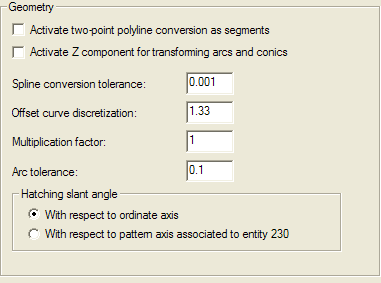 Geometry
Activate two-point polyline conversion as segments
Activate Z component for transforming arcs and conics
Spline conversion tolerance: 0.001
Offset curve discretization: 1.33
Multiplication factor: 1
Arc tolerance: 0.1
Hatching slant angle
With respect to ordinate axis
With respect to pattern axis associated to entity 230